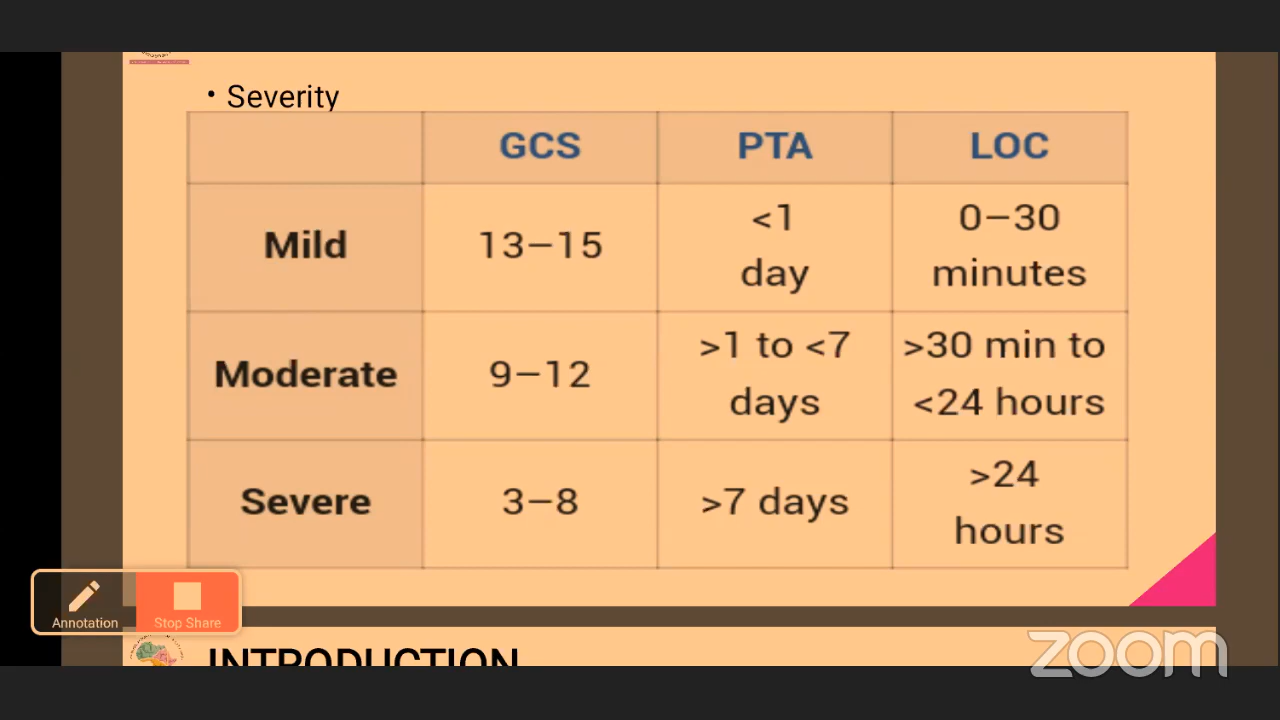 • Severity
GCS PTA LOC
Mild 13–15 <1 day 0–30 minutes
Moderate 9–12 >1 to <7 days >30 min to <24 hours
Severe 3–8 >7 days >24 hours
Annotation
Stop Share
INTRODUCTION
zoom